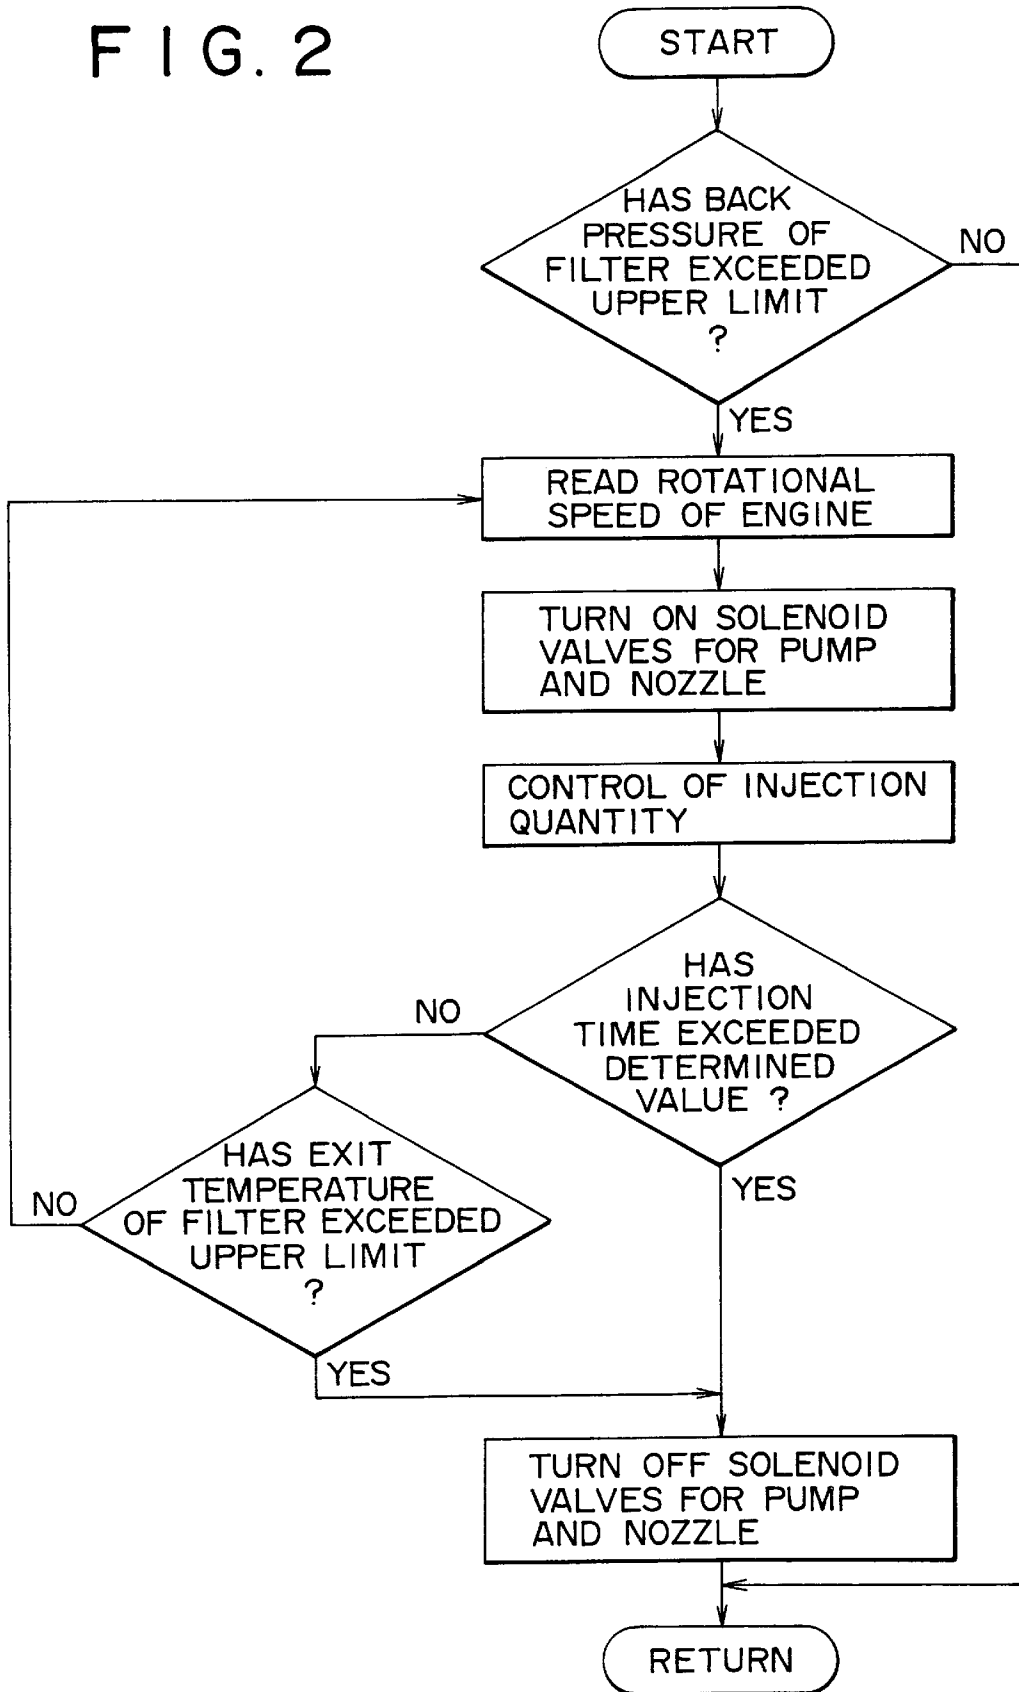 FIG. 2
START
HAS BACK
PRESSURE OF
FILTER EXCEEDED
UPPER LIMIT
?
NO
YES
READ ROTATIONAL
SPEED OF ENGINE
TURN ON SOLENOID
VALVES FOR PUMP
AND NOZZLE
CONTROL OF INJECTION
QUANTITY
HAS
INJECTION
TIME EXCEEDED
DETERMINED
VALUE ?
NO
YES
HAS EXIT
TEMPERATURE
OF FILTER EXCEEDED
UPPER LIMIT
?
NO
YES
TURN OFF SOLENOID
VALVES FOR PUMP
AND NOZZLE
RETURN